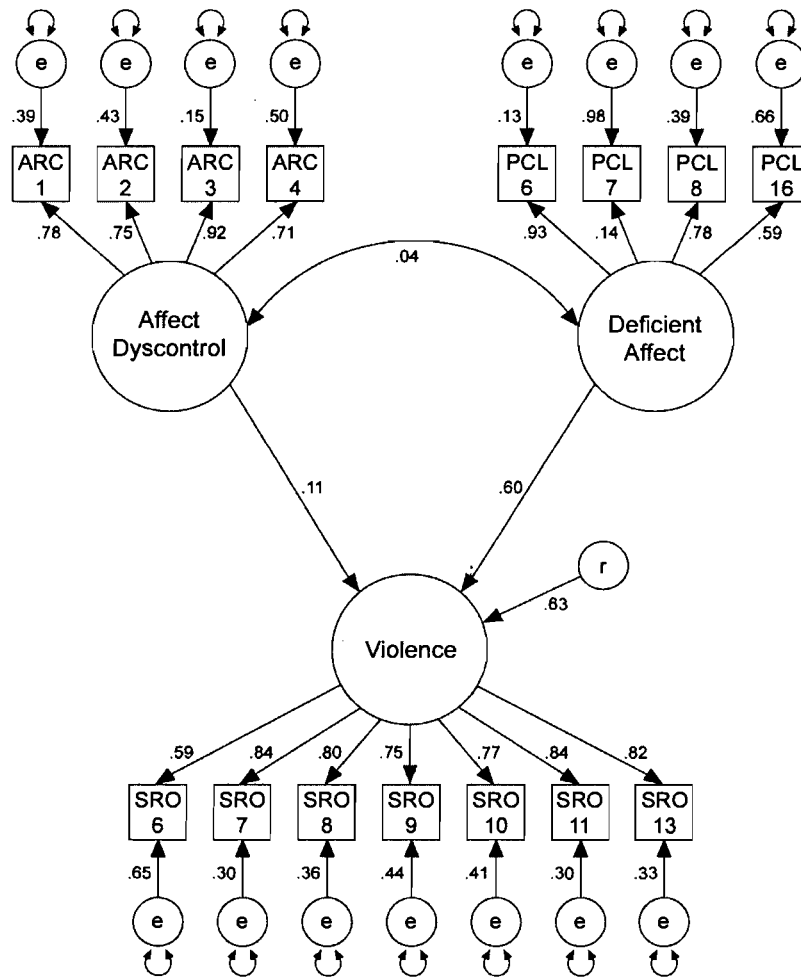 e e e e e e e e
.39 .43 .15 .50 .13 .98 .39 .66
ARC ARC ARC ARC PCL PCL PCL PCL
1 2 3 4 6 7 8 16
.78 .75 .92 .71 .93 .14 .78 .59
.04
Affect
Dyscontrol
Deficient
Affect
.11 .60
r
.63
Violence
.59 .84 .80 .75 .77 .84 .82
SRO SRO SRO SRO SRO SRO SRO
6 7 8 9 10 11 13
.65 .30 .36 .44 .41 .30 .33
e e e e e e e